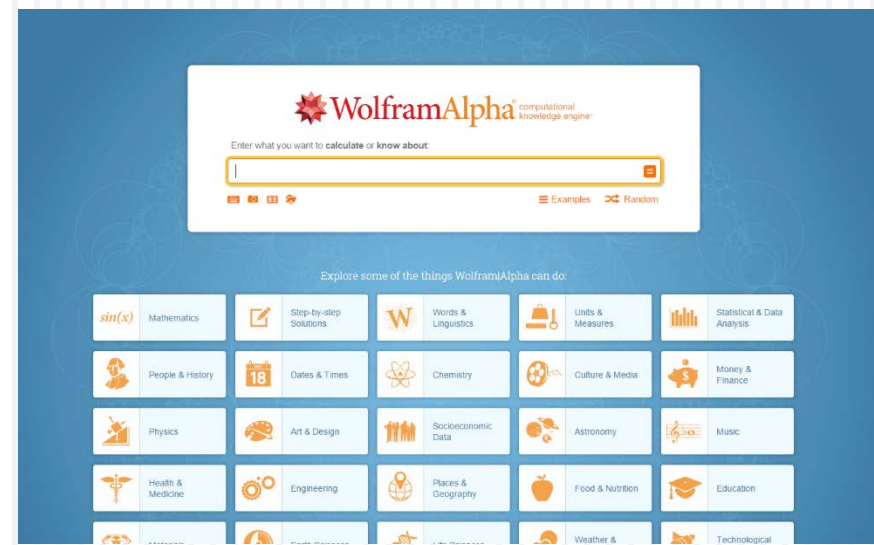 WolframAlpha computational
knowledge engine™
Enter what you want to calculate or know about:
Examples Random
Explore some of the things Wolfram|Alpha can do:
sin(x) Mathematics
Step-by-step
Solutions
W Words &
Linguistics
Units &
Measures
Statistical & Data
Analysis
People & History
18 Dates & Times
Chemistry
Culture & Media
$ Money &
Finance
Physics
Art & Design
Socioeconomic
Data
Astronomy
Music
Health &
Medicine
Engineering
Places &
Geography
Food & Nutrition
Education
Weather &
Technological